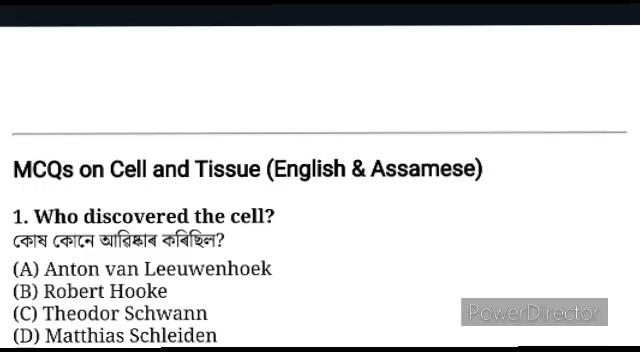 MCQs on Cell and Tissue (English & Assamese)
1. Who discovered the cell?
কোষ কোনে আৱিষ্কাৰ কৰিছিল?
(A) Anton van Leeuwenhoek
(B) Robert Hooke
(C) Theodor Schwann
(D) Matthias Schleiden
PowerDirector